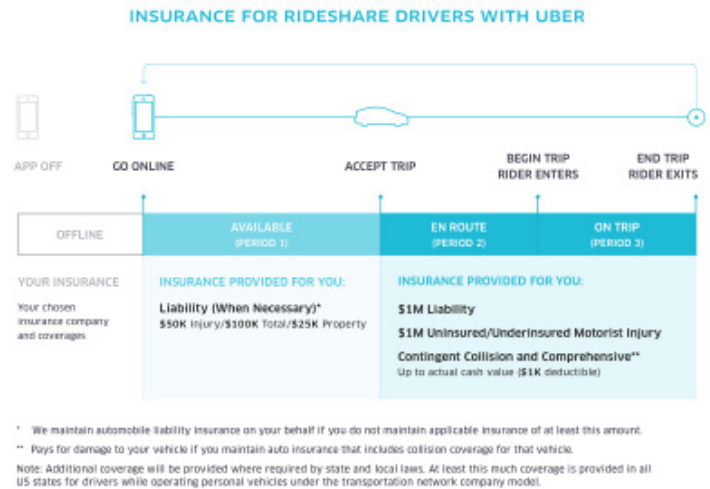 INSURANCE FOR RIDESHARE DRIVERS WITH UBER
APP OFF
GO ONLINE
ACCEPT TRIP
BEGIN TRIP
RIDER ENTERS
END TRIP
RIDER EXITS
OFFLINE
AVAILABLE
(PERIOD 1)
EN ROUTE
(PERIOD 2)
ON TRIP
(PERIOD 3)
YOUR INSURANCE
Your chosen
insurance company
and coverages
INSURANCE PROVIDED FOR YOU:
Liability (When Necessary)*
$50K Injury/$100K Total/$25K Property
INSURANCE PROVIDED FOR YOU:
$1M Liability
$1M Uninsured/Underinsured Motorist Injury
Contingent Collision and Comprehensive**
Up to actual cash value ($1K deductible)
* We maintain automobile liability insurance on your behalf if you do not maintain applicable insurance of at least this amount.
** Pays for damage to your vehicle if you maintain auto insurance that includes collision coverage for that vehicle.
Note: Additional coverage will be provided where required by state and local laws. At least this much coverage is provided in all
US states for drivers while operating personal vehicles under the transportation network company model.